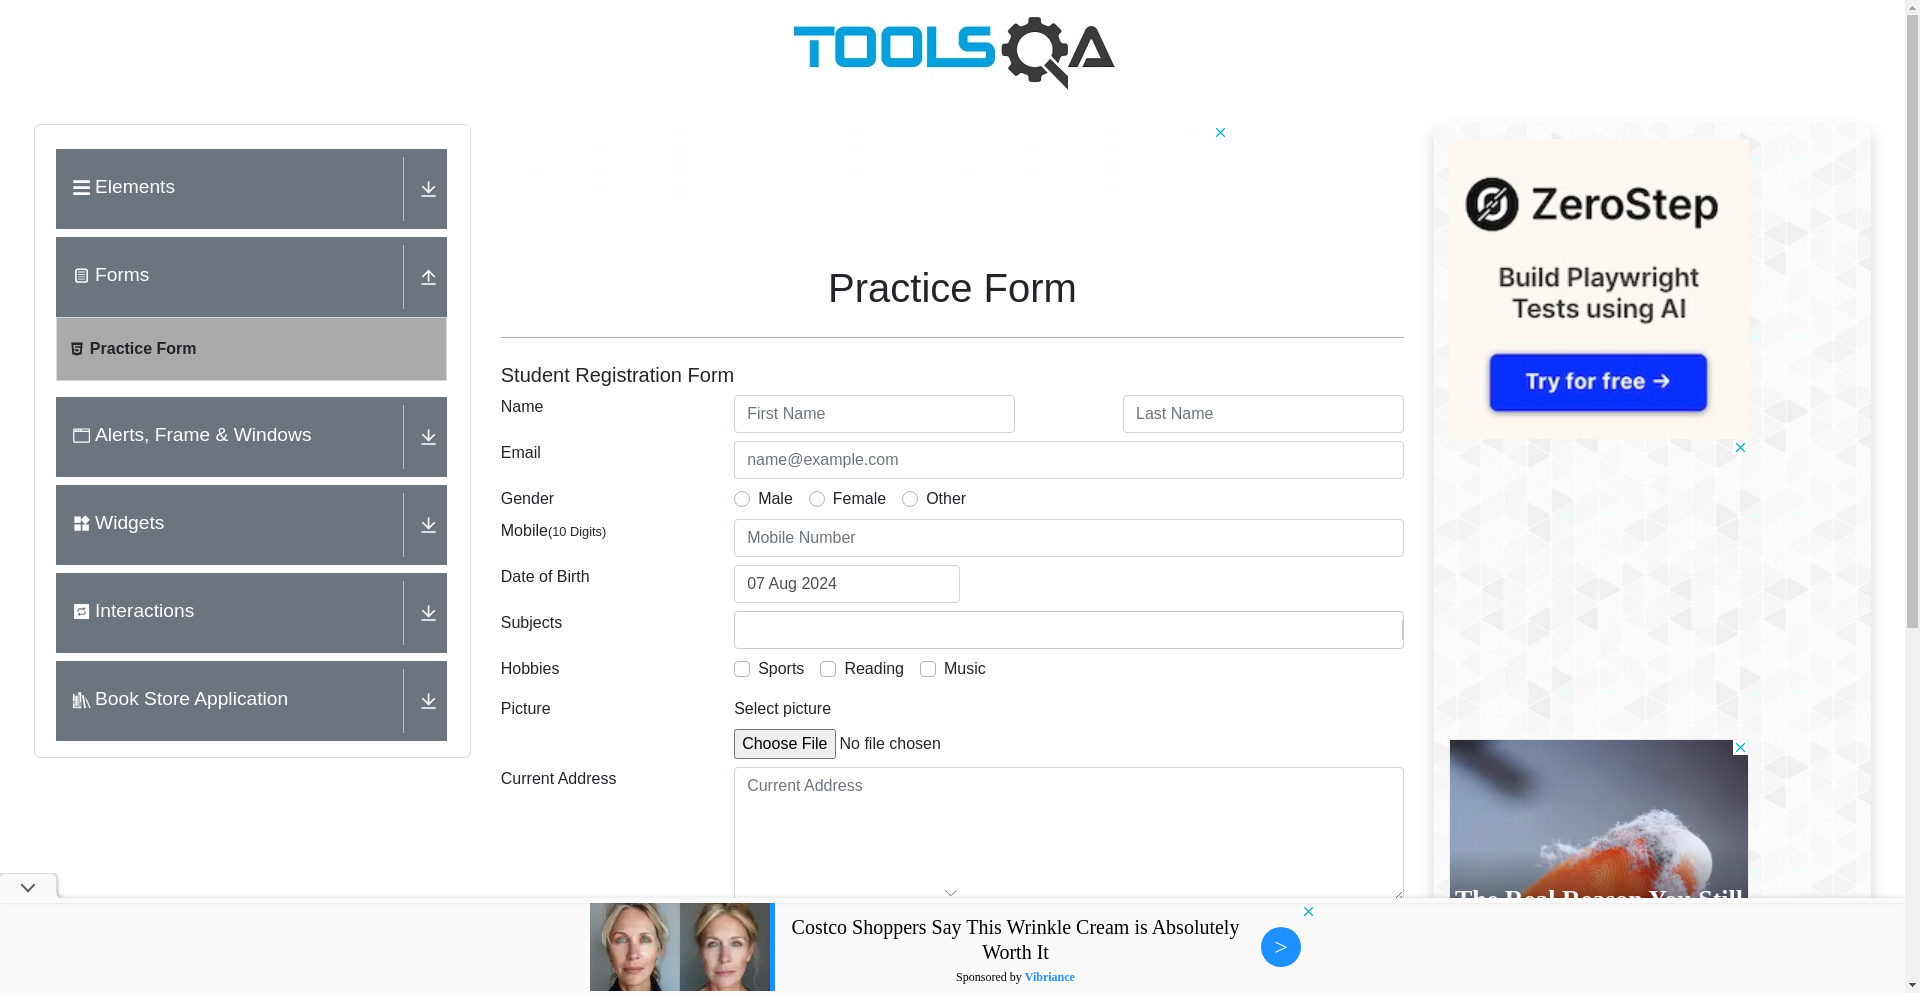 TOOLSQA
Elements
Forms
Practice Form
Alerts, Frame & Windows
Widgets
Interactions
Book Store Application
Practice Form
Student Registration Form
Name
First Name
Last Name
Email
name@example.com
Gender
Male
Female
Other
Mobile(10 Digits)
Mobile Number
Date of Birth
07 Aug 2024
Subjects
Hobbies
Sports
Reading
Music
Picture
Select picture
Choose File No file chosen
Current Address
Current Address
ZeroStep
Build Playwright
Tests using AI
Try for free →
The Real Reason You Still
Costco Shoppers Say This Wrinkle Cream is Absolutely
Worth It
Sponsored by Vibriance
>